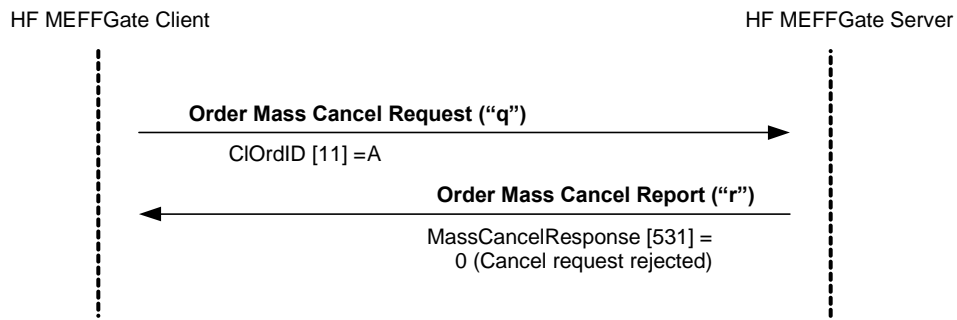 HF MEFFGate Client
HF MEFFGate Server
Order Mass Cancel Request (“q”)
ClOrdID [11] =A
Order Mass Cancel Report (“r”)
MassCancelResponse [531] =
0 (Cancel request rejected)